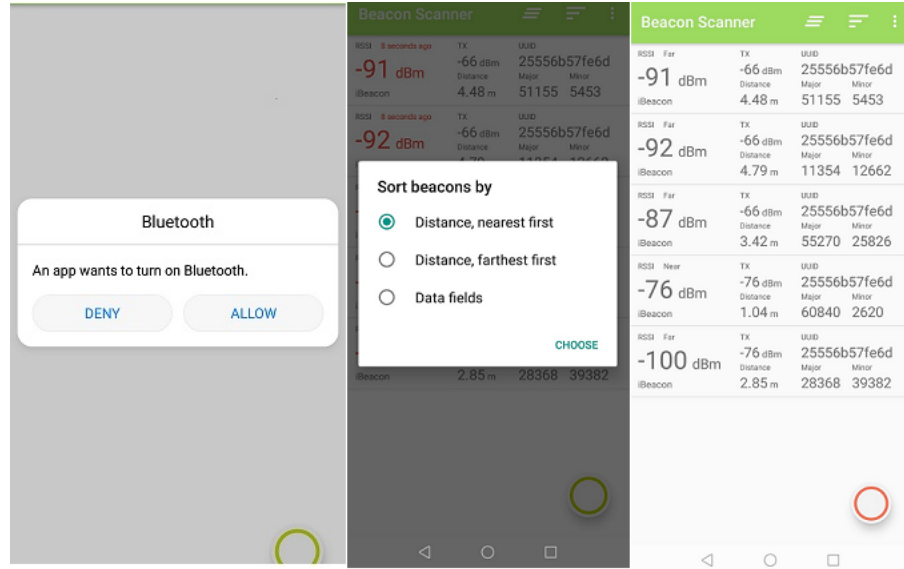 Bluetooth
An app wants to turn on Bluetooth.
DENY ALLOW
Beacon Scanner
RSSI 8 seconds ago TX UUID
-91 dBm -66 dBm 25556b57fe6d
Distance Major Minor
iBeacon 4.48 m 51155 5453
RSSI 8 seconds ago TX UUID
-92 dBm -66 dBm 25556b57fe6d
Distance Major Minor
Sort beacons by
Distance, nearest first
Distance, farthest first
Data fields
CHOOSE
iBeacon 2.85 m 28368 39382
Beacon Scanner
RSSI Far TX UUID
-91 dBm -66 dBm 25556b57fe6d
Distance Major Minor
iBeacon 4.48 m 51155 5453
RSSI Far TX UUID
-92 dBm -66 dBm 25556b57fe6d
Distance Major Minor
iBeacon 4.79 m 11354 12662
RSSI Far TX UUID
-87 dBm -66 dBm 25556b57fe6d
Distance Major Minor
iBeacon 3.42 m 55270 25826
RSSI Near TX UUID
-76 dBm -76 dBm 25556b57fe6d
Distance Major Minor
iBeacon 1.04 m 60840 2620
RSSI Far TX UUID
-100 dBm -76 dBm 25556b57fe6d
Distance Major Minor
iBeacon 2.85 m 28368 39382